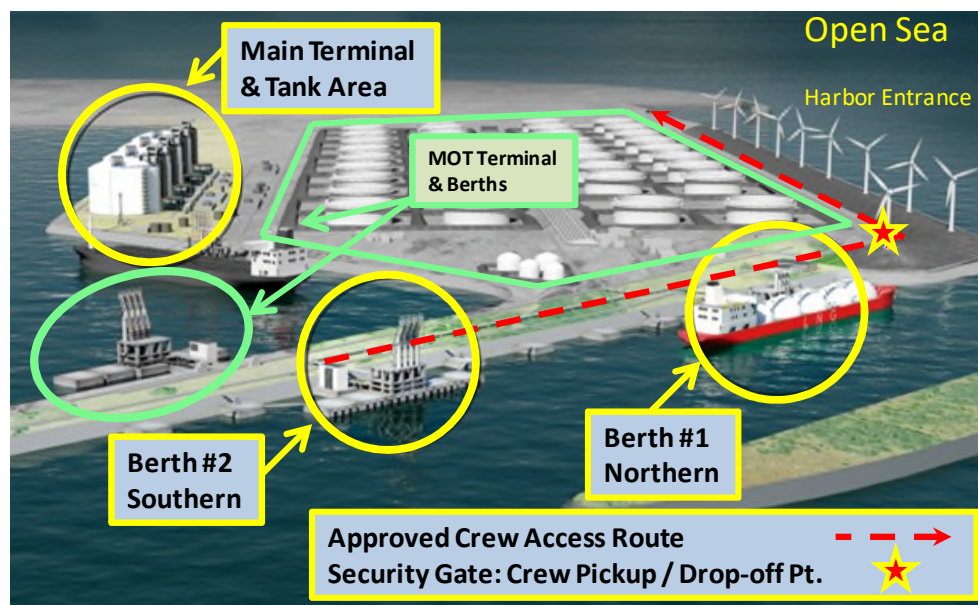 Open Sea
Harbor Entrance
Main Terminal
& Tank Area
MOT Terminal
& Berths
LNG
Berth #2
Southern
Berth #1
Northern
Approved Crew Access Route
Security Gate: Crew Pickup / Drop-off Pt.